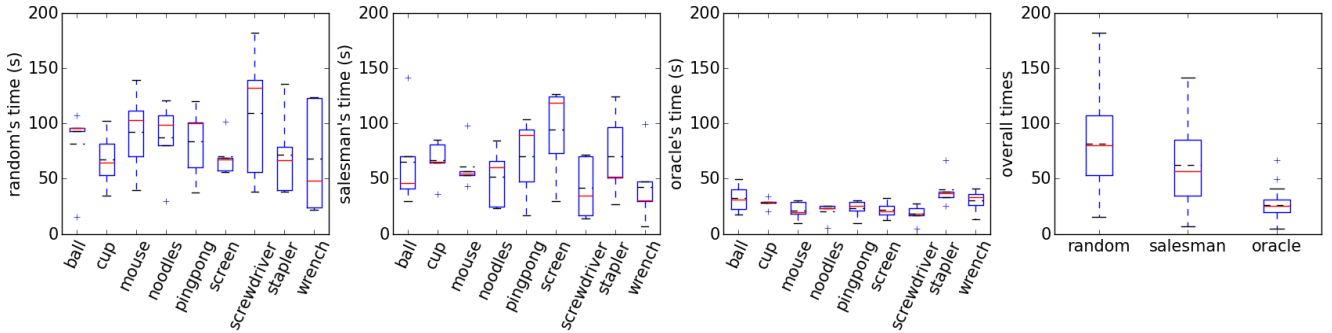 200
150
100
50
0
random's time (s)
ball
cup
mouse
noodles
pingpong
screen
screwdriver
stapler
wrench
200
150
100
50
0
salesman's time (s)
ball
cup
mouse
noodles
pingpong
screen
screwdriver
stapler
wrench
200
150
100
50
0
oracle's time (s)
ball
cup
mouse
noodles
pingpong
screen
screwdriver
stapler
wrench
200
150
100
50
0
overall times
random
salesman
oracle